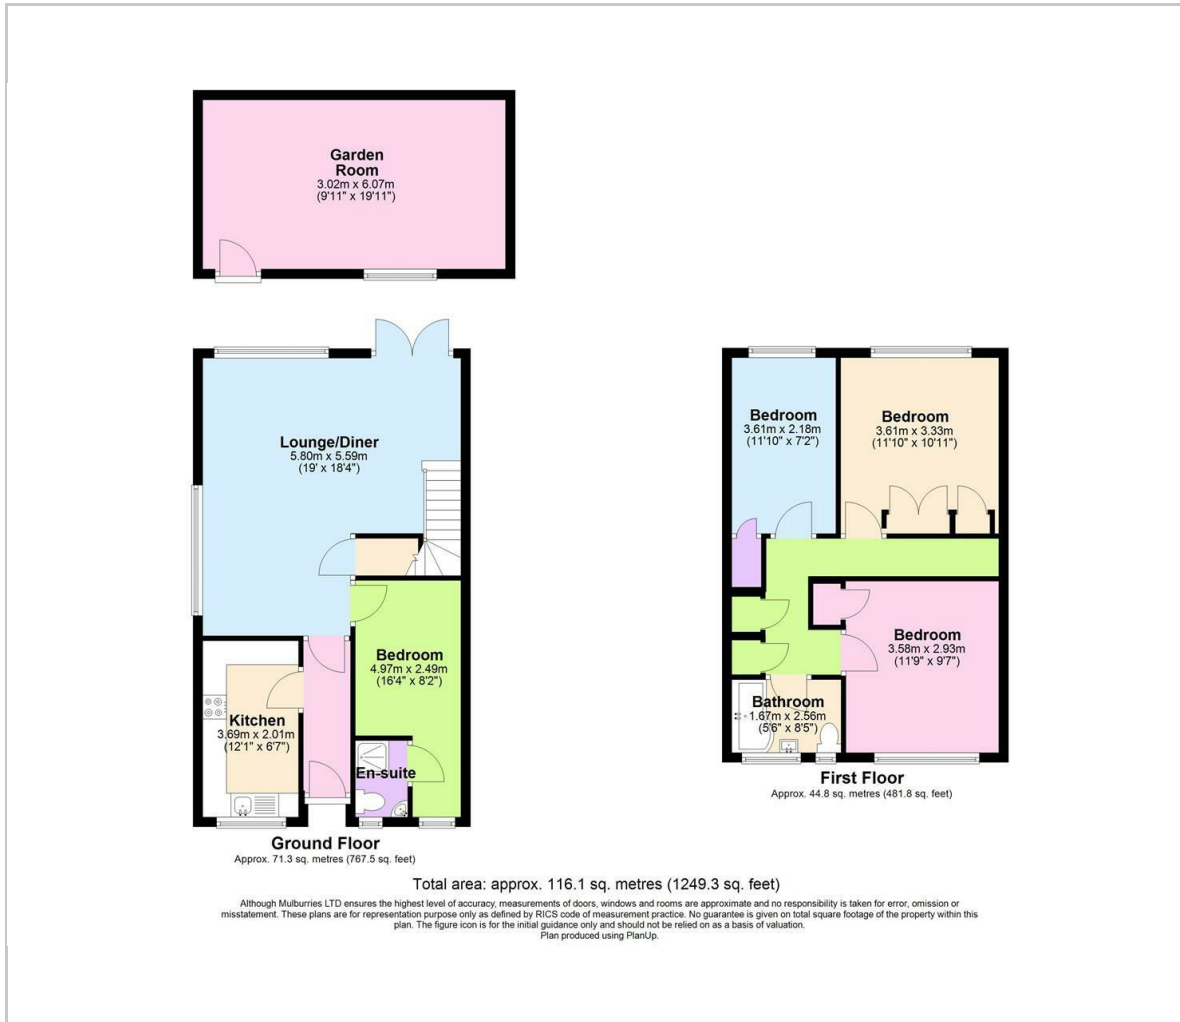 Garden
Room
3.02m x 6.07m
(9'11" x 19'11")
Lounge/Diner
5.80m x 5.59m
(19' x 18'4")
Bedroom
4.97m x 2.49m
(16'4" x 8'2")
Kitchen
3.69m x 2.01m
(12'1" x 6'7")
En-suite
Ground Floor
Approx. 71.3 sq. metres (767.5 sq. feet)
Bedroom
3.61m x 2.18m
(11'10" x 7'2")
Bedroom
3.61m x 3.33m
(11'10" x 10'11")
Bedroom
3.58m x 2.93m
(11'9" x 9'7")
Bathroom
1.67m x 2.56m
(5'6" x 8'5")
First Floor
Approx. 44.8 sq. metres (481.8 sq. feet)
Total area: approx. 116.1 sq. metres (1249.3 sq. feet)
Although Mulburries LTD ensures the highest level of accuracy, measurements of doors, windows and rooms are approximate and no responsibility is taken for error, omission or
misstatement. These plans are for representation purpose only as defined by RICS code of measurement practice. No guarantee is given on total square footage of the property within this
plan. The figure icon is for the initial guidance only and should not be relied on as a basis of valuation.
Plan produced using PlanUp.